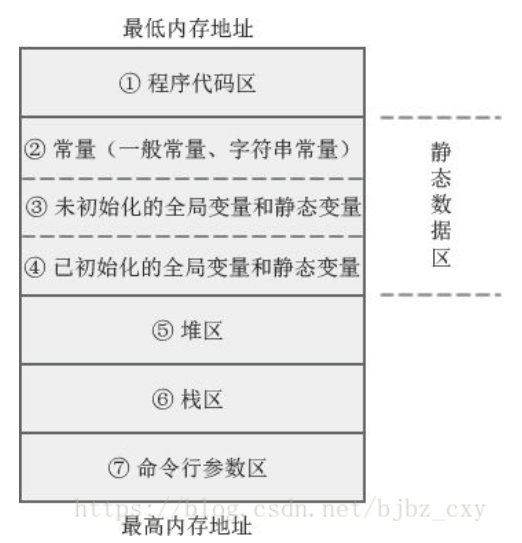 最低内存地址
① 程序代码区
② 常量（一般常量、字符串常量）
③ 未初始化的全局变量和静态变量
④ 已初始化的全局变量和静态变量
静态数据区
⑤ 堆区
⑥ 栈区
⑦ 命令行参数区
https://blog.csdn.net/bjbz_cxy
最高内存地址